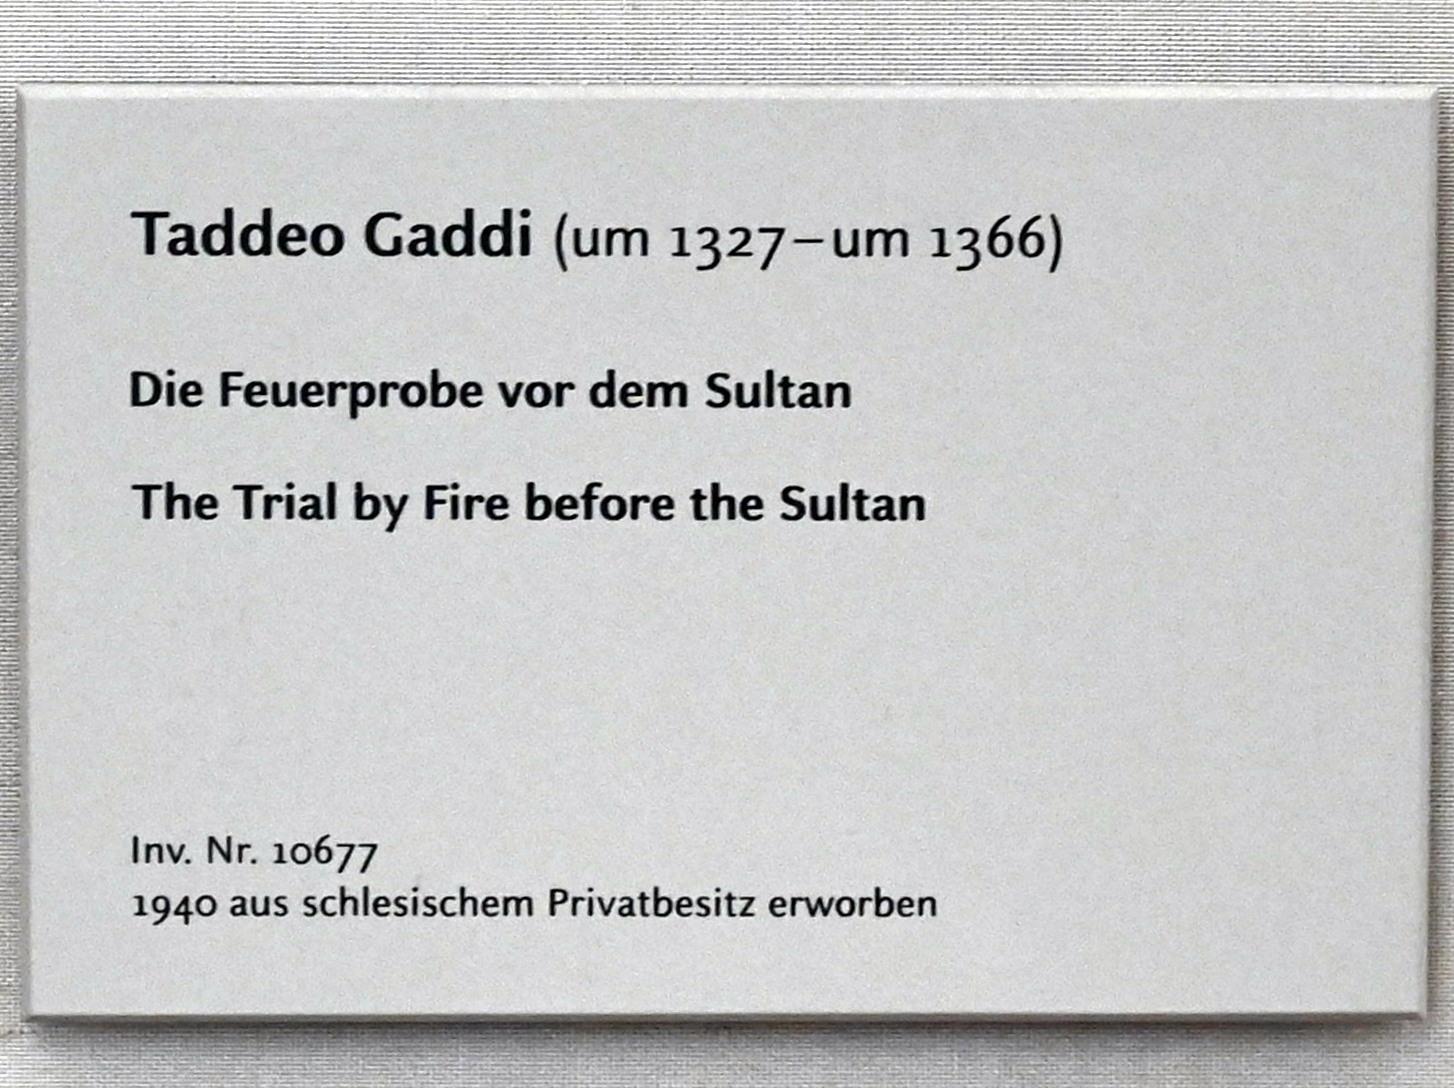 Taddeo Gaddi (um 1327–um 1366)
Die Feuerprobe vor dem Sultan
The Trial by Fire before the Sultan
Inv. Nr. 10677
1940 aus schlesischem Privatbesitz erworben